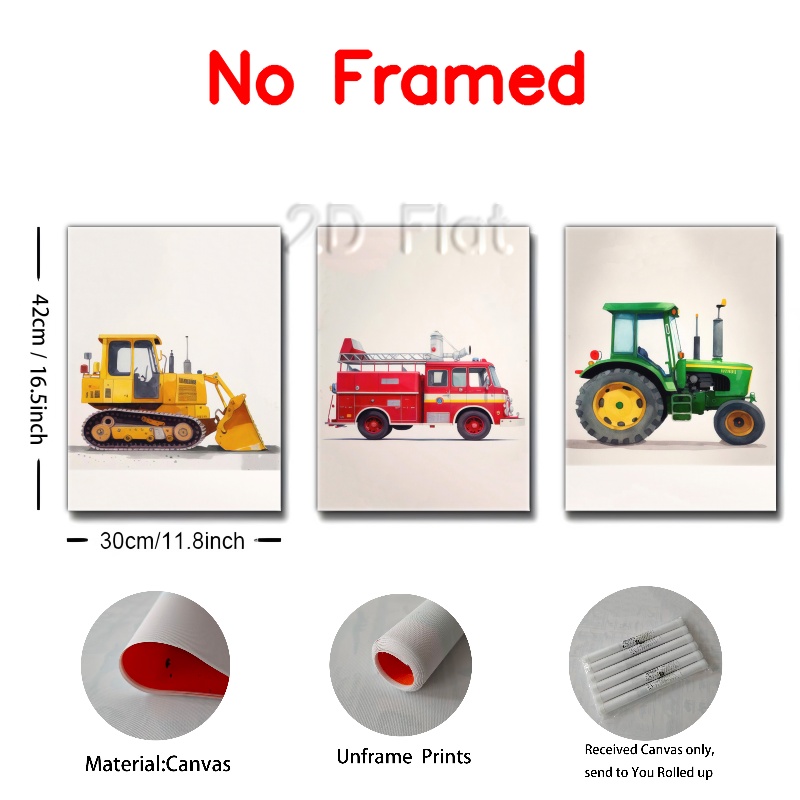 No Framed
2.D Flat.
42cm / 16.5inch
30cm/11.8inch
Material:Canvas
Unframe Prints
Received Canvas only,
send to You Rolled up